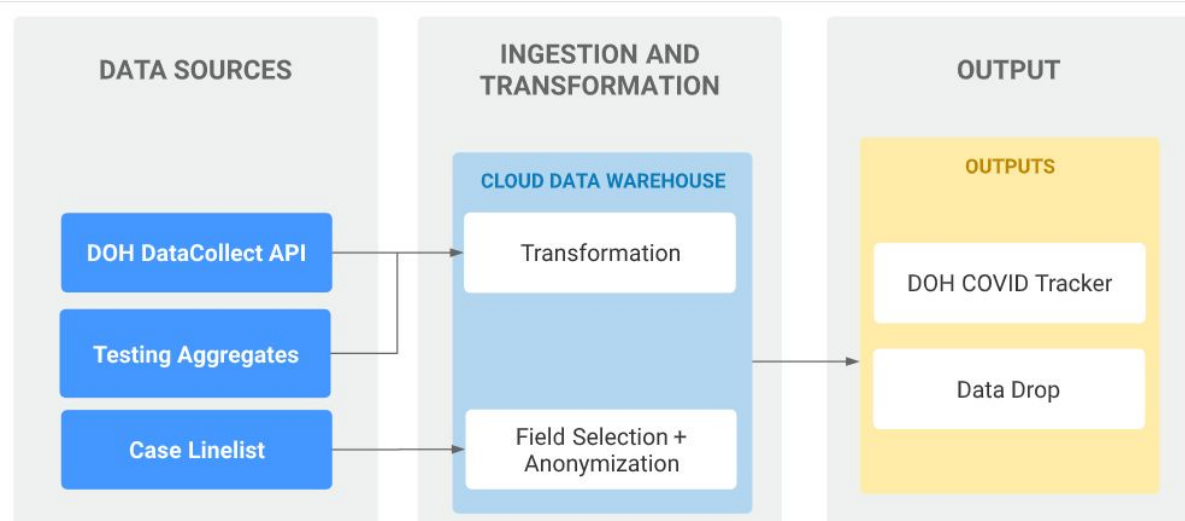 DATA SOURCES
DOH DataCollect API
Testing Aggregates
Case Linelist
INGESTION AND
TRANSFORMATION
CLOUD DATA WAREHOUSE
Transformation
Field Selection +
Anonymization
OUTPUT
OUTPUTS
DOH COVID Tracker
Data Drop